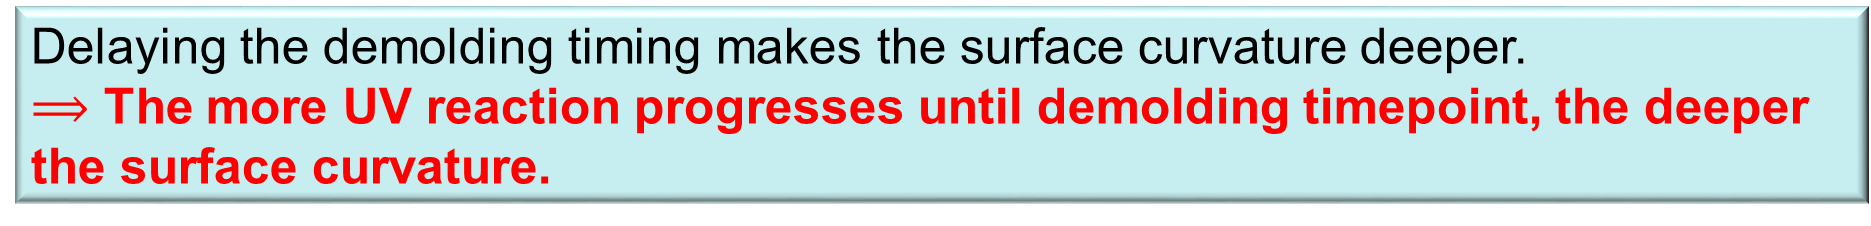 Delaying the demolding timing makes the surface curvature deeper.
⟹ The more UV reaction progresses until demolding timepoint, the deeper
the surface curvature.